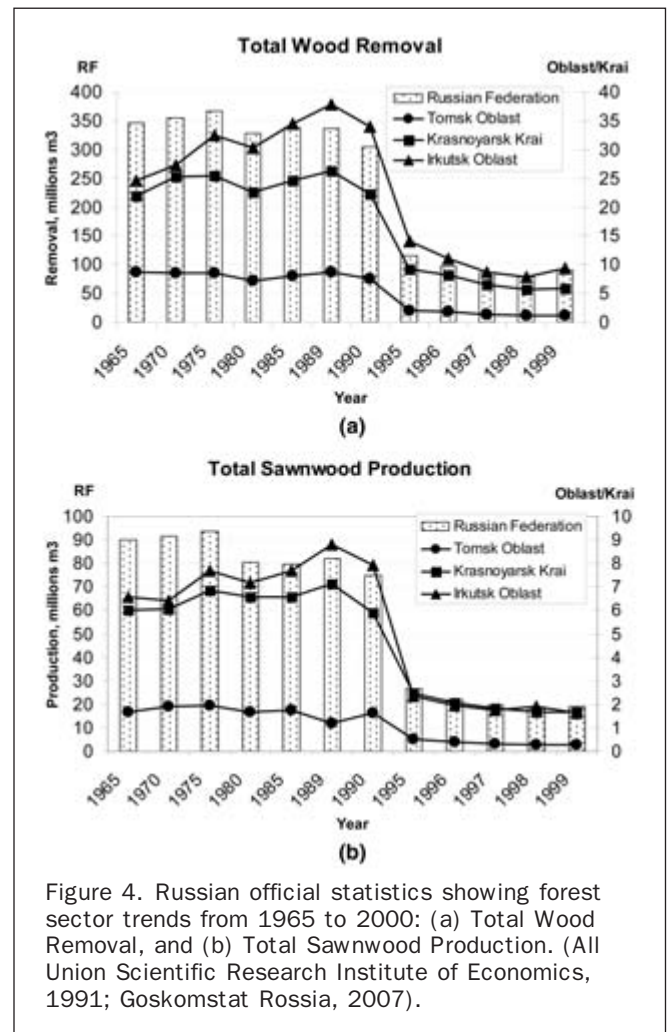 Total Wood Removal
RF
Oblast/Krai
400
350
300
250
200
150
100
50
0
Removal, millions m3
40
35
30
25
20
15
10
5
0
Russian Federation
Tomsk Oblast
Krasnoyarsk Krai
Irkutsk Oblast
1965
1970
1975
1980
1985
1989
1990
1995
1996
1997
1998
1999
Year
(a)
Total Sawnwood Production
RF
Oblast/Krai
100
90
80
70
60
50
40
30
20
10
0
Production, millions m3
10
9
8
7
6
5
4
3
2
1
0
Russian Federation
Tomsk Oblast
Krasnoyarsk Krai
Irkutsk Oblast
1965
1970
1975
1980
1985
1989
1990
1995
1996
1997
1998
1999
Year
(b)
Figure 4. Russian official statistics showing forest
sector trends from 1965 to 2000: (a) Total Wood
Removal, and (b) Total Sawnwood Production. (All
Union Scientific Research Institute of Economics,
1991; Goskomstat Rossia, 2007).